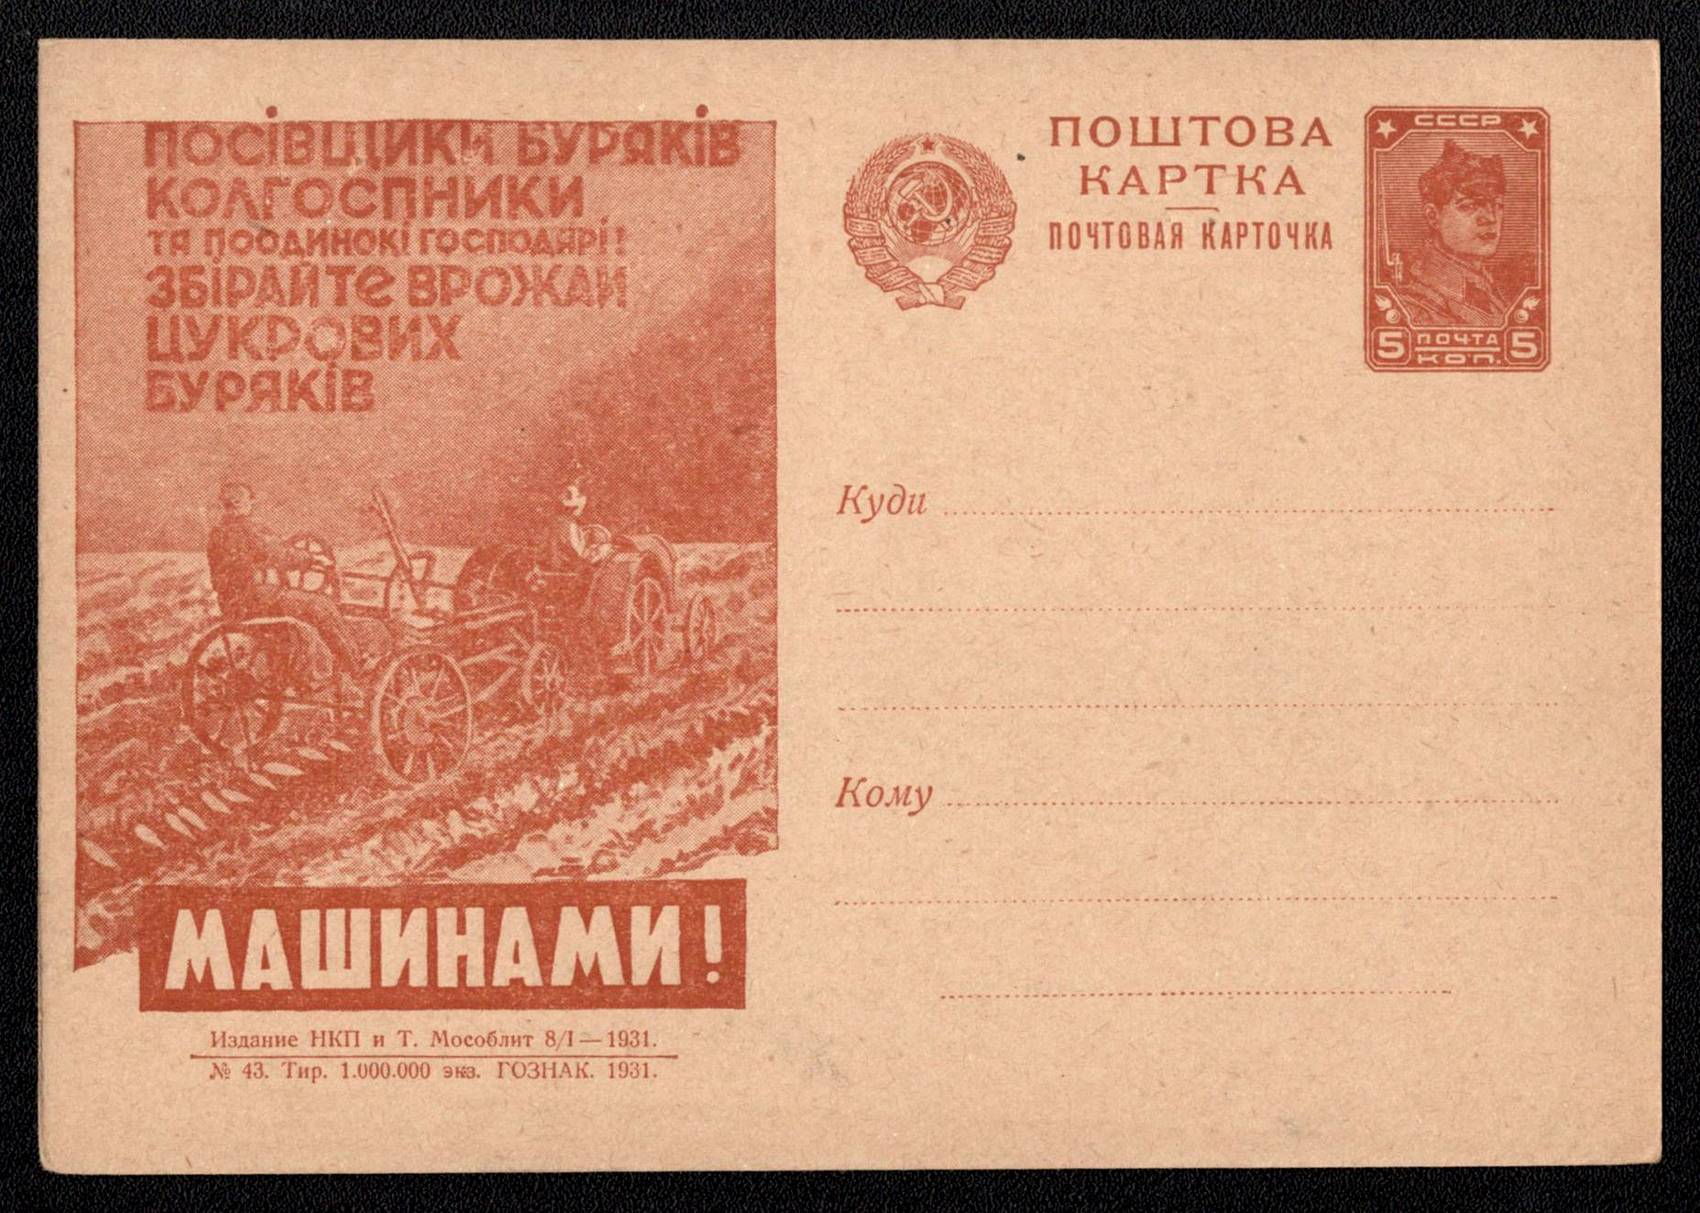 ПОСІВЩИКИ БУРЯКІВ
КОЛГОСПНИКИ
ТА ПООДИНОКІ ГОСПОДАРІ!
ЗБІРАЙТЕ ВРОЖАЙ
ЦУКРОВИХ
БУРЯКІВ
МАШИНАМИ!
Издание НКП и Т. Мособлит 8/I—1931.
№ 43. Тир. 1.000.000 экз. ГОЗНАК. 1931.
ПОШТОВА
КАРТКА
ПОЧТОВАЯ КАРТОЧКА
СССР
5 ПОЧТА 5
КОП.
Куди
Кому